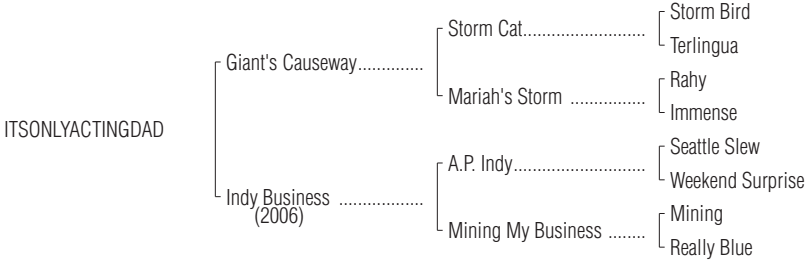 Storm Bird
Storm Cat..........................
Terlingua
Giant's Causeway..............
Rahy
Mariah's Storm ................
Immense
ITSONLYACTINGDAD
Seattle Slew
A.P. Indy............................
Weekend Surprise
Indy Business ..................
(2006)
Mining
Mining My Business ........
Really Blue